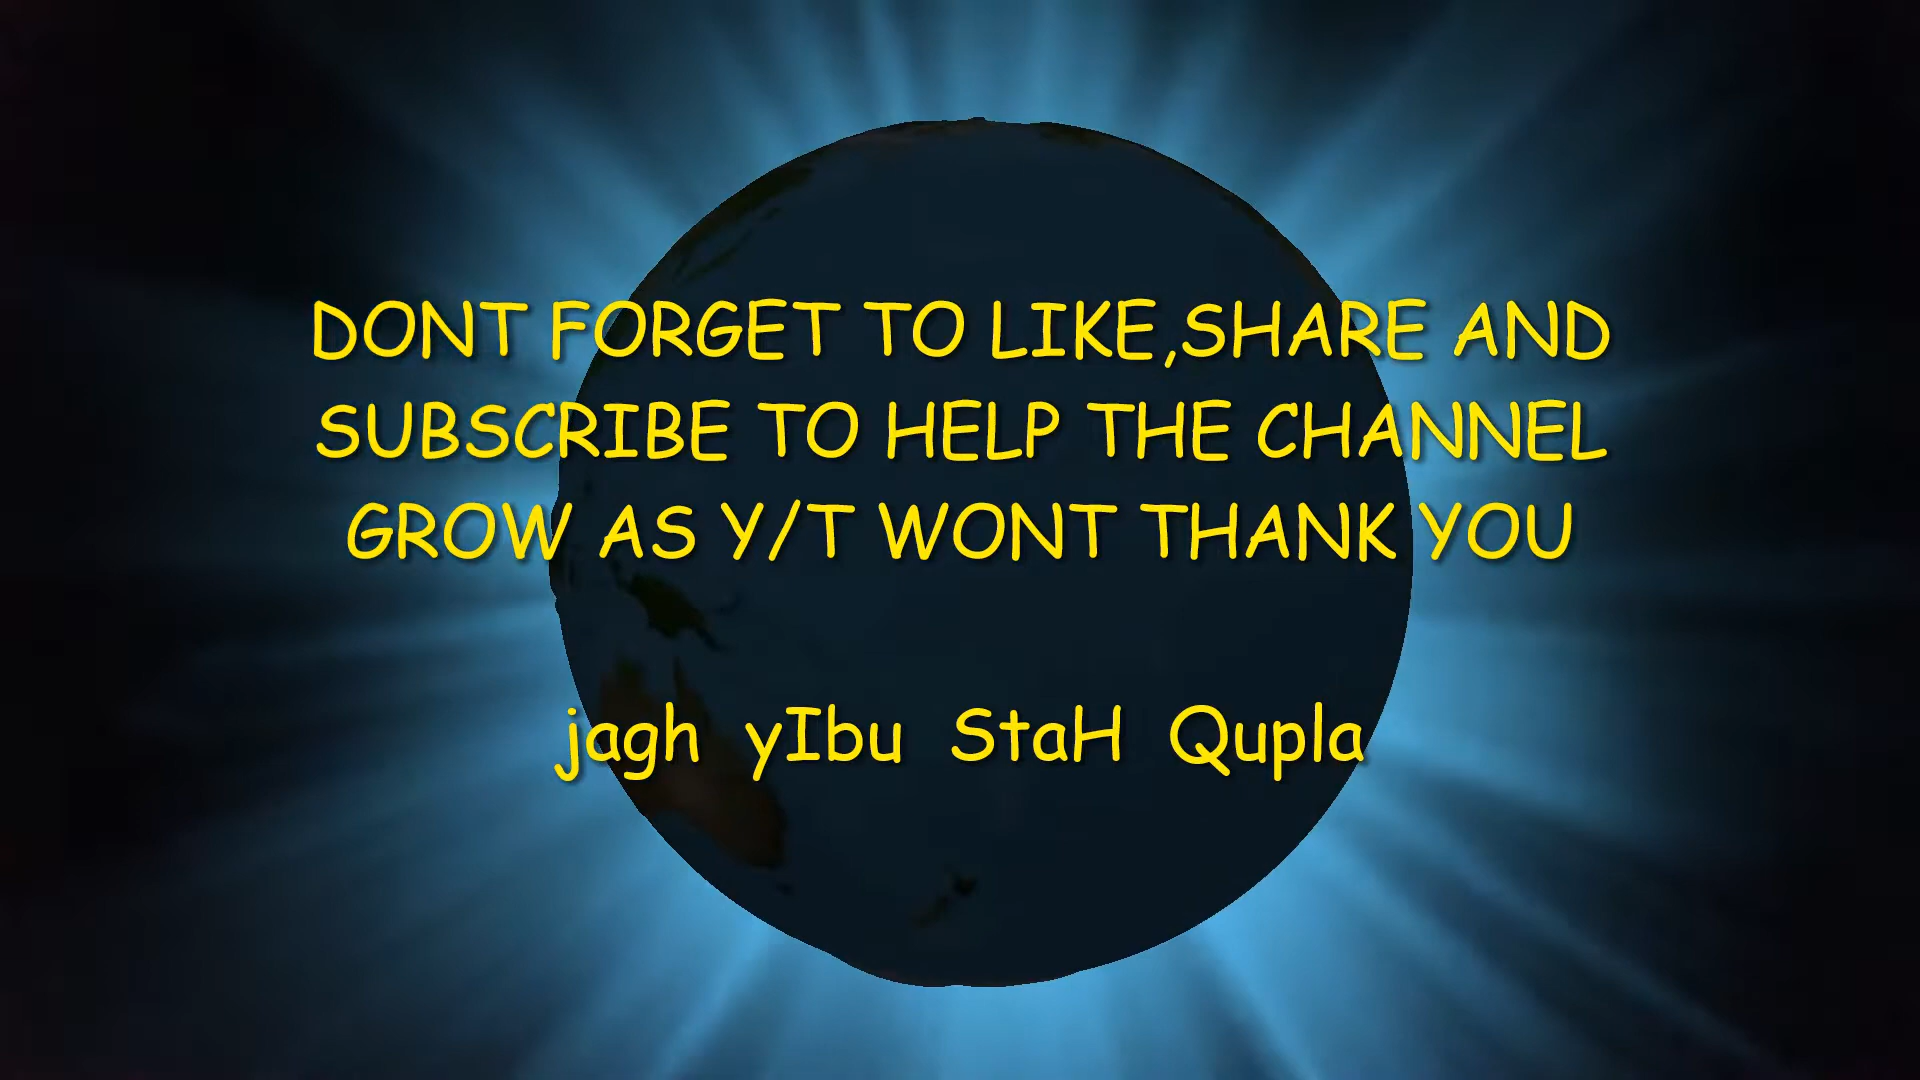 DONT FORGET TO LIKE,SHARE AND
SUBSCRIBE TO HELP THE CHANNEL
GROW AS Y/T WONT THANK YOU
jagh yIbu StaH Qupla